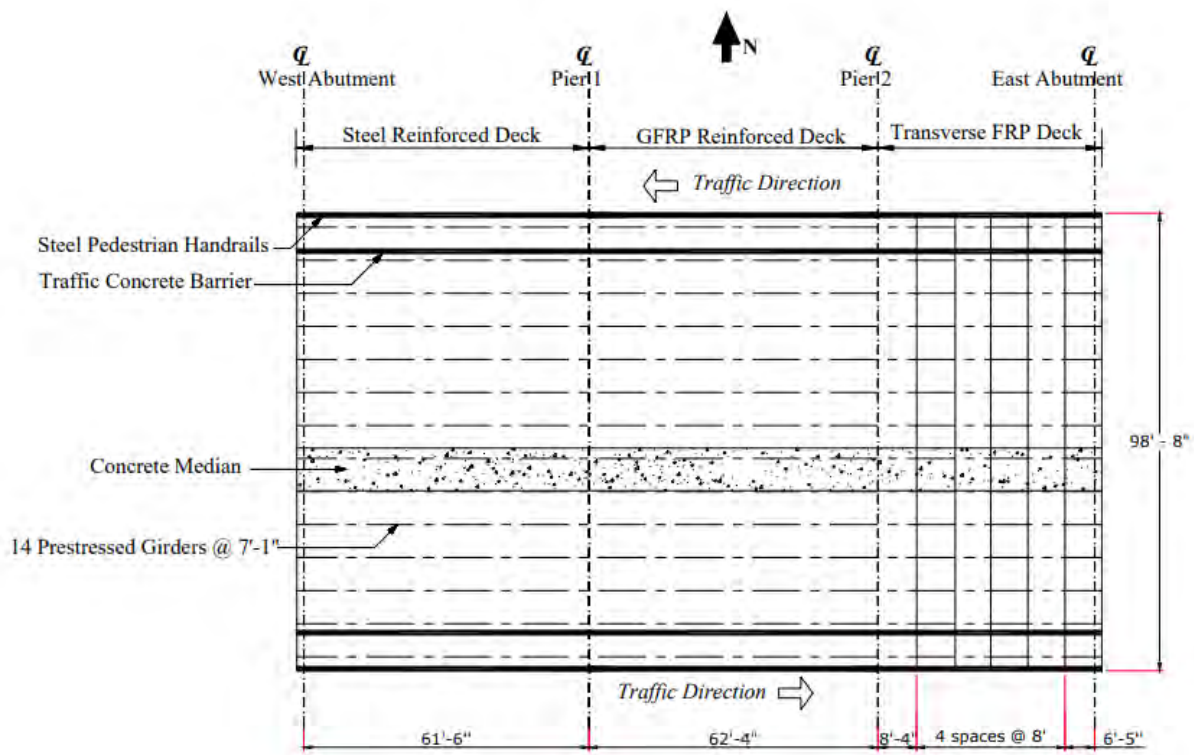 N
℄ ℄ ℄ ℄
West Abutment Pier 1 Pier 2 East Abutment
Steel Reinforced Deck GFRP Reinforced Deck Transverse FRP Deck
Traffic Direction
Steel Pedestrian Handrails
Traffic Concrete Barrier
98' - 8"
Concrete Median
14 Prestressed Girders @ 7'-1"
Traffic Direction
61'-6" 62'-4" 8'-4" 4 spaces @ 8' 6'-5"